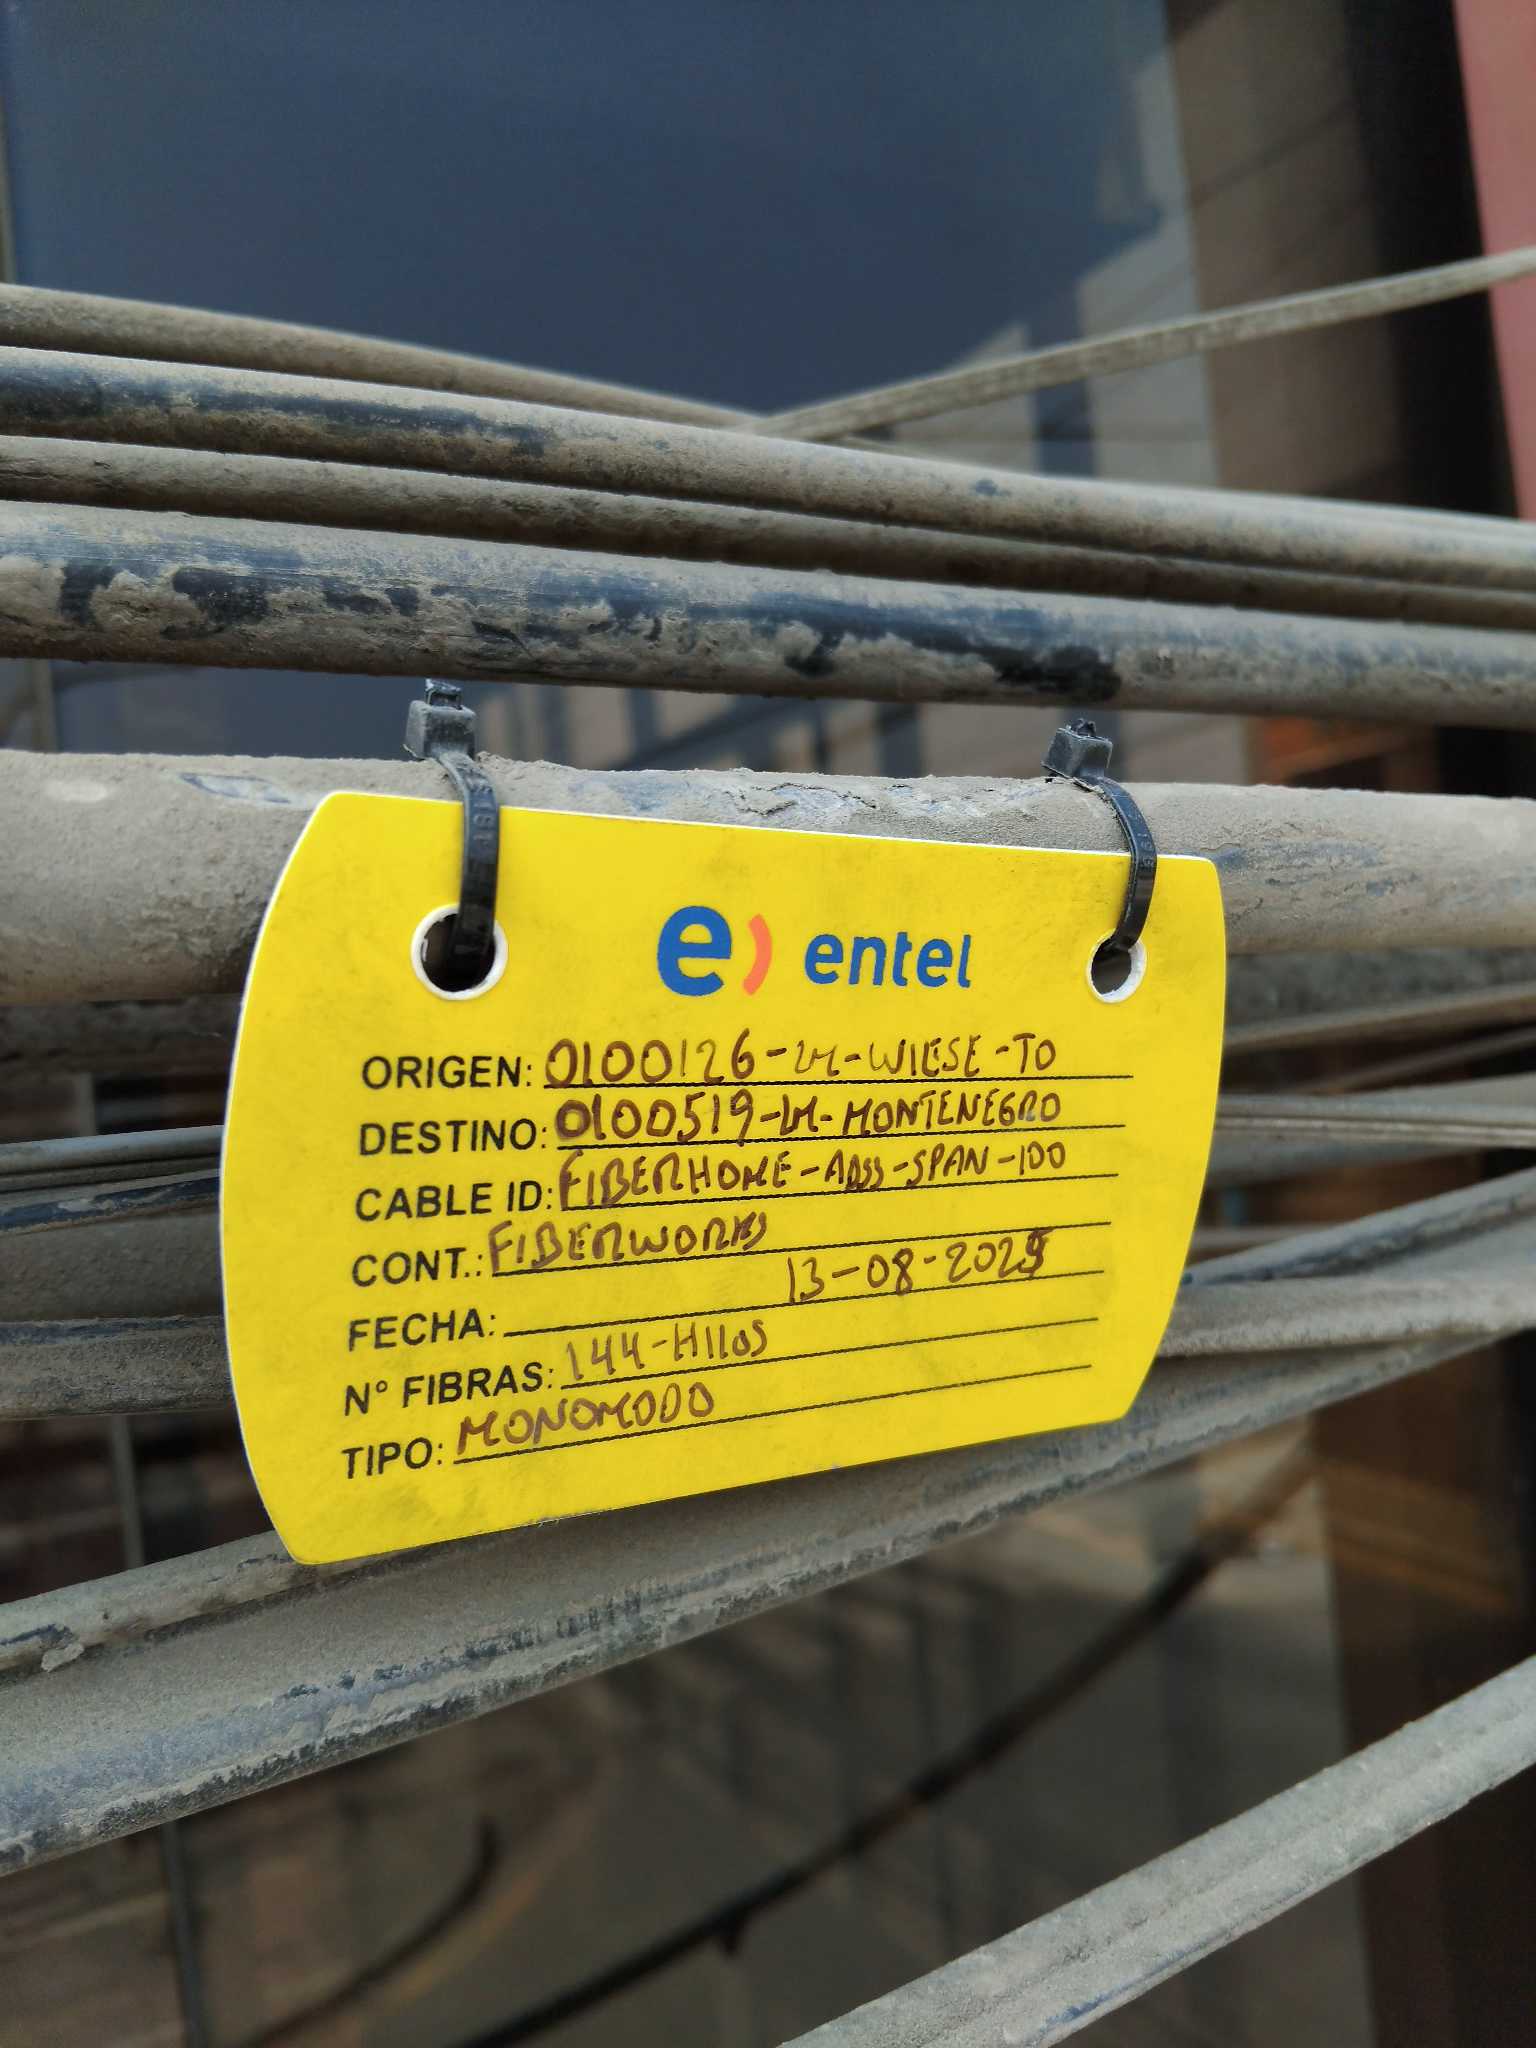 e) entel
ORIGEN: 0100126-LM-WIESE-TO
DESTINO: 0100519-LM-MONTENEGRO
CABLE ID: FIBERHOME-ADSS-SPAN-100
CONT.: FIBERWORKS
FECHA: 13-08-2025
N° FIBRAS: 144-HIlos
TIPO: MONOMODO